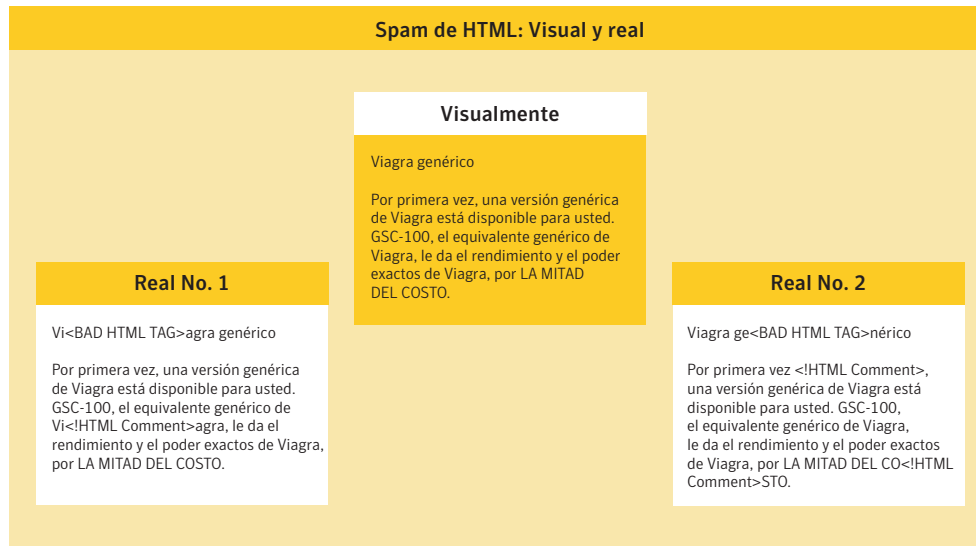 Spam de HTML: Visual y real
Visualmente
Viagra genérico
Por primera vez, una versión genérica
de Viagra está disponible para usted.
GSC-100, el equivalente genérico de
Viagra, le da el rendimiento y el poder
exactos de Viagra, por LA MITAD
DEL COSTO.
Real No. 1
Vi<BAD HTML TAG>agra genérico
Por primera vez, una versión genérica
de Viagra está disponible para usted.
GSC-100, el equivalente genérico de
Vi<!HTML Comment>agra, le da el
rendimiento y el poder exactos de Viagra,
por LA MITAD DEL COSTO.
Real No. 2
Viagra ge<BAD HTML TAG>nérico
Por primera vez <!HTML Comment>,
una versión genérica de Viagra está
disponible para usted. GSC-100,
el equivalente genérico de Viagra,
le da el rendimiento y el poder exactos
de Viagra, por LA MITAD DEL CO<!HTML
Comment>STO.